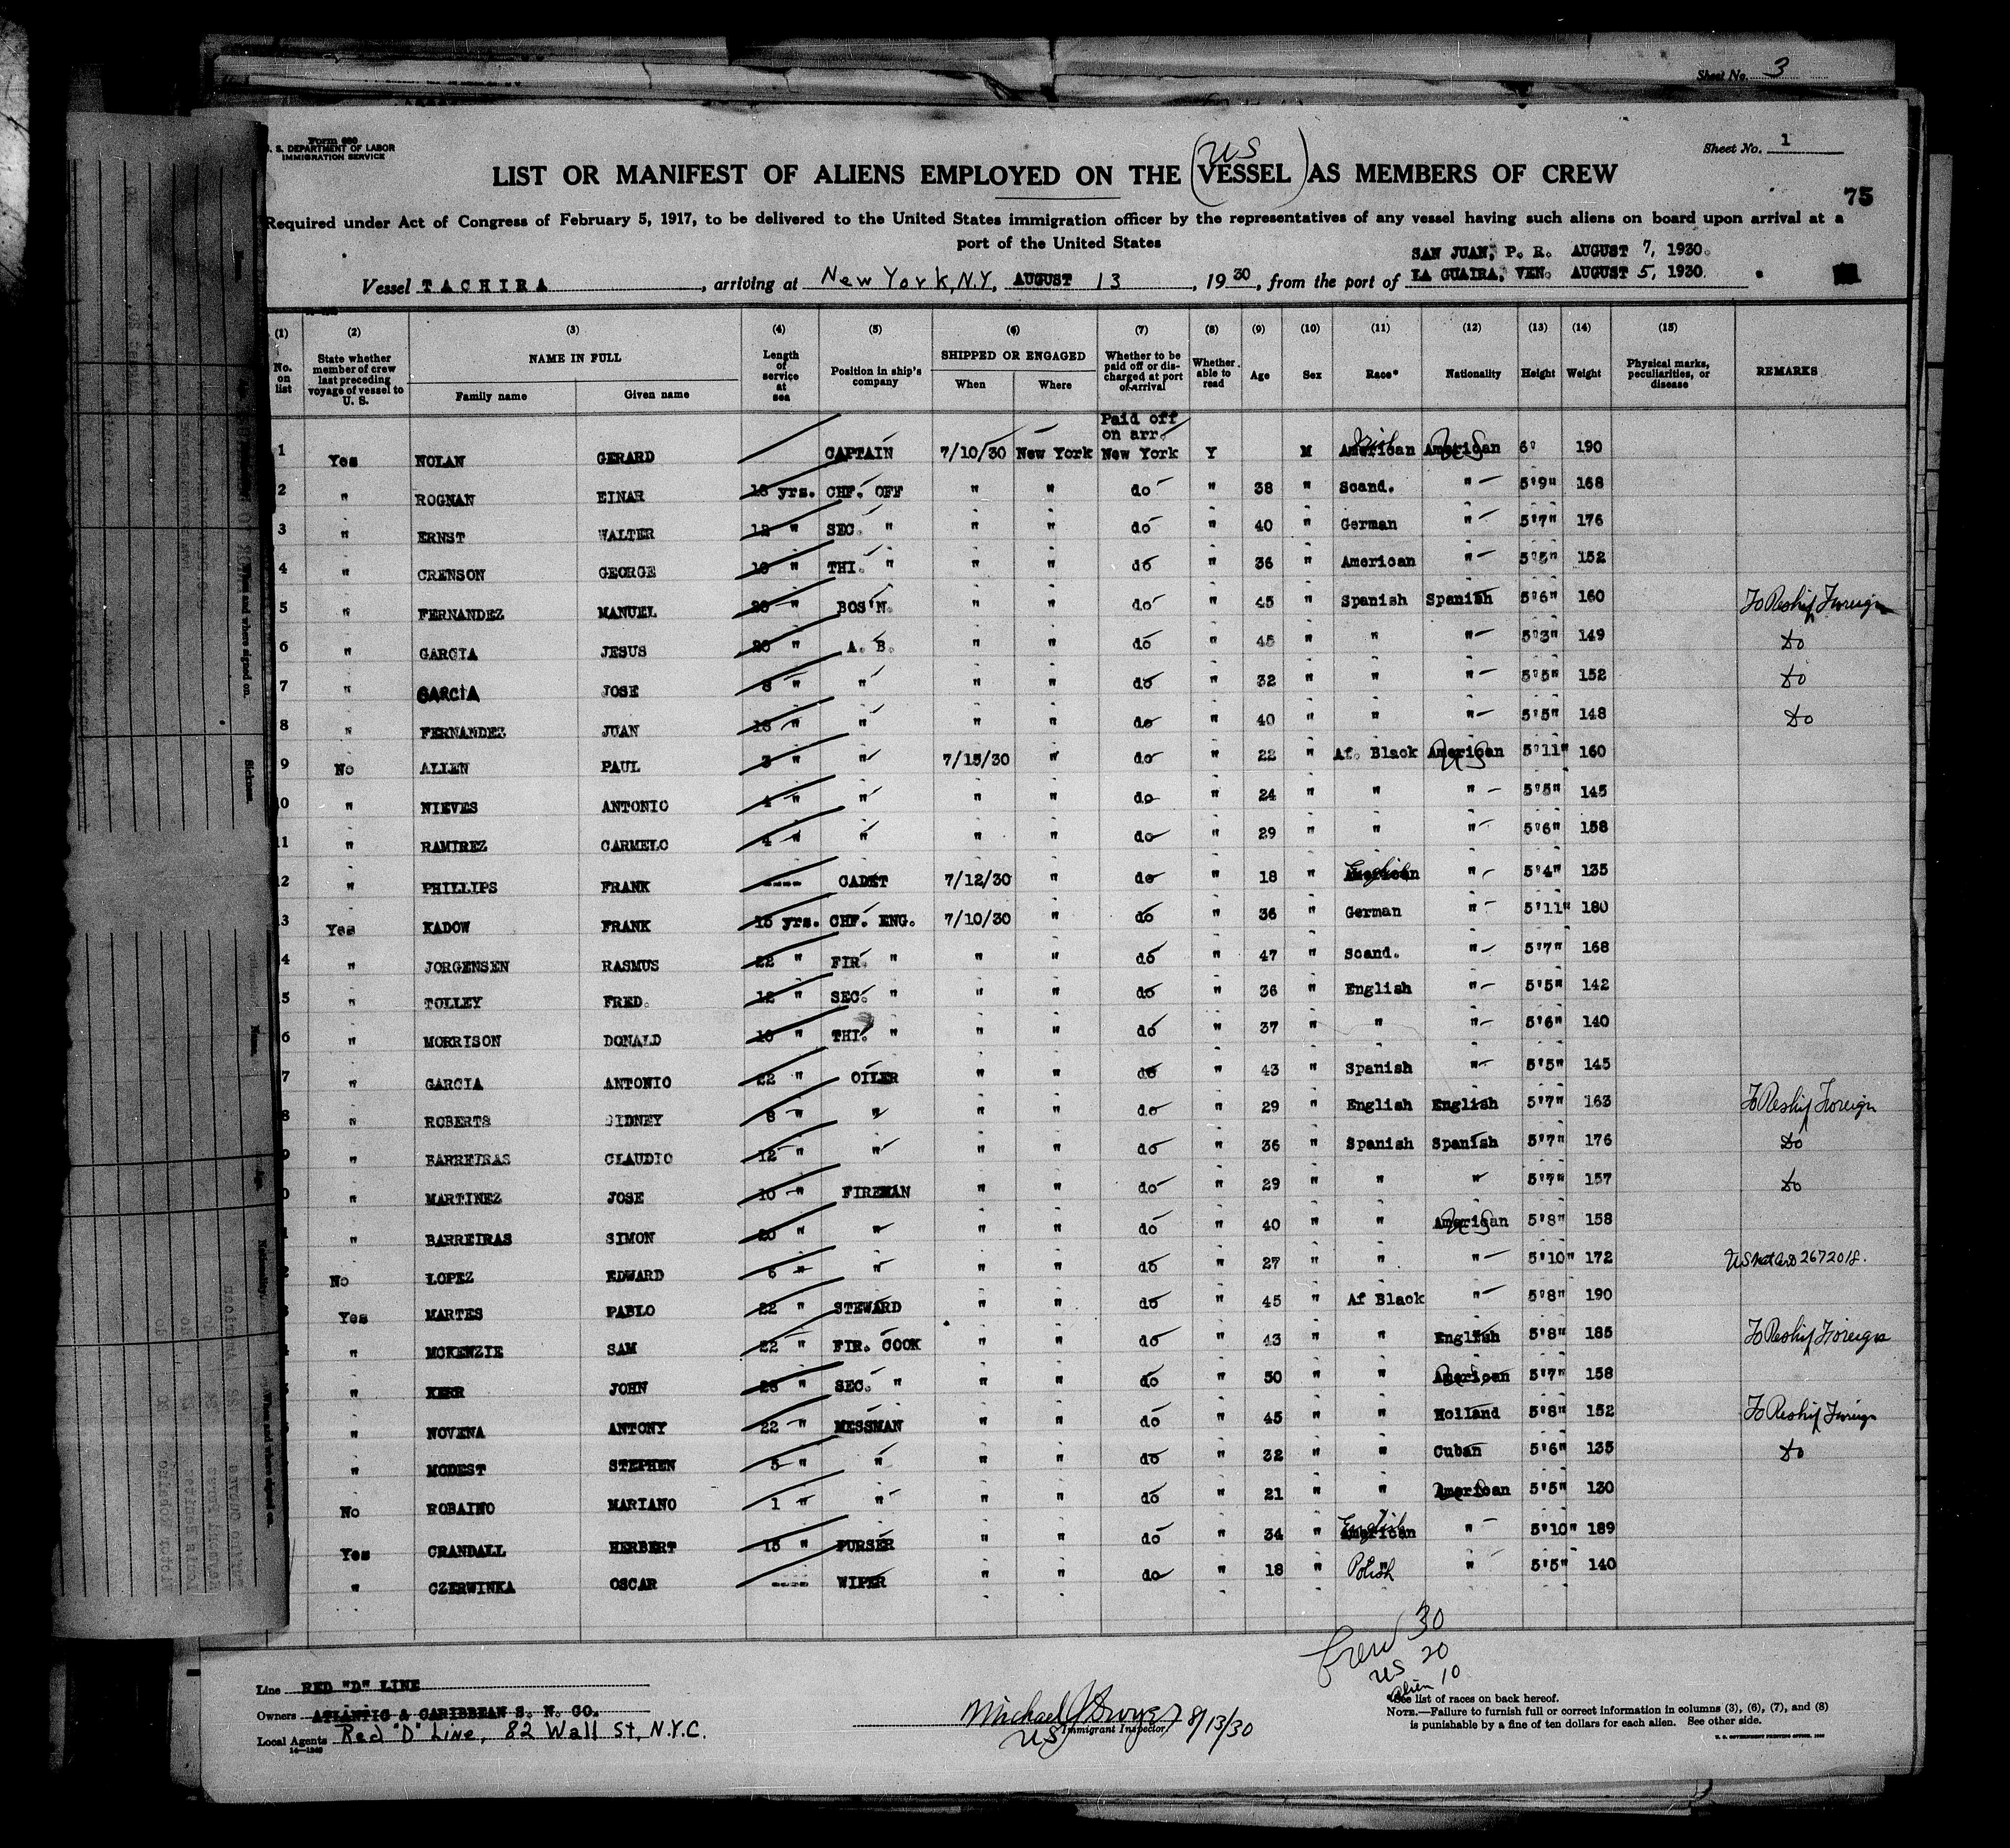 Sheet No. 3
Form 680
U. S. DEPARTMENT OF LABOR
IMMIGRATION SERVICE
Sheet No. 1
US
LIST OR MANIFEST OF ALIENS EMPLOYED ON THE (VESSEL) AS MEMBERS OF CREW
75
Required under Act of Congress of February 5, 1917, to be delivered to the United States immigration officer by the representatives of any vessel having such aliens on board upon arrival at a
port of the United States
SAN JUAN, P. R. AUGUST 7, 1930.
Vessel TACHIRA, arriving at New York, N.Y., AUGUST 13, 1930, from the port of LA GUAIRA, VEN. AUGUST 5, 1930.
(1) (2) (3) (4) (5) (6) (7) (8) (9) (10) (11) (12) (13) (14) (15)
No. on list State whether member of crew last preceding voyage of vessel to U. S. NAME IN FULL Family name Given name Length of service at sea Position in ship's company SHIPPED OR ENGAGED When Where Whether to be paid off or discharged at port of arrival Whether able to read Age Sex Race* Nationality Height Weight Physical marks, peculiarities, or disease REMARKS
Paid off
on arr.
1 Yes NOLAN GERARD CAPTAIN 7/10/30 New York New York Y M American Irish American US 6' 190
2 " ROGNAN EINAR 18 yrs. CHF. OFF " " do " 38 " Scand. " 5'9" 168
3 " ERNST WALTER 12 " SEC. " " " do " 40 " German " 5'7" 176
4 " CRENSON GEORGE 10 " THI. " " " do " 36 " American " 5'5" 152
5 " FERNANDEZ MANUEL 20 " BOS'N. " " do " 45 " Spanish Spanish 5'6" 160 To Reship Foreign
6 " GARCIA JESUS 20 " A. B. " " do " 45 " " " 5'3" 149 Do
7 " GARCIA JOSE 8 " " " " do " 32 " " " 5'5" 152 Do
8 " FERNANDEZ JUAN 18 " " " " do " 40 " " " 5'5" 148 Do
9 No ALLEN PAUL 3 " " 7/15/30 " do " 22 " Af. Black American US 5'11" 160
10 " NIEVES ANTONIO 4 " " " " do " 24 " " " 5'5" 145
11 " RAMIREZ CARMELO 4 " " " " do " 29 " " " 5'6" 158
12 " PHILLIPS FRANK ---- CADET 7/12/30 " do " 18 " American English " 5'4" 135
13 Yes KADOW FRANK 15 yrs. CHF. ENG. 7/10/30 " do " 36 " German " 5'11" 180
4 " JORGENSEN RASMUS 22 " FIR. " " " do " 47 " Scand. " 5'7" 168
5 " TOLLEY FRED. 12 " SEC. " " " do " 36 " English " 5'5" 142
6 " MORRISON DONALD 10 " THI. " " " do " 37 " " " 5'6" 140
7 " GARCIA ANTONIO 22 " OILER " " do " 43 " Spanish " 5'5" 145
8 " ROBERTS SIDNEY 8 " " " " do " 29 " English English 5'7" 163 To Reship Foreign
9 " BARREIRAS CLAUDIO 12 " " " " do " 36 " Spanish Spanish 5'7" 176 Do
0 " MARTINEZ JOSE 10 " FIREMAN " " do " 29 " " " 5'7" 157 Do
1 " BARREIRAS SIMON 20 " " " " do " 40 " " American US 5'8" 158
2 No LOPEZ EDWARD 6 " " " " do " 27 " " " 5'10" 172
3 Yes MARTES PABLO 22 " STEWARD " " do " 45 " Af Black " 5'8" 190
4 " MCKENZIE SAM 22 " FIR. COOK " " do " 43 " " English 5'8" 185 To Reship Foreign
5 " KERR JOHN 26 " SEC. " " " do " 50 " " American US 5'7" 158
" NOVENA ANTONY 22 " MESSMAN " " do " 45 " " Holland 5'8" 152 To Reship Foreign
" MODEST STEPHEN 5 " " " " do " 32 " " Cuban 5'6" 135 Do
No ROBAINO MARIANO 1 " " " " do " 21 " " American US 5'5" 130
Yes CRANDALL HERBERT 15 " PURSER " " do " 34 " American English " 5'10" 189
" CZERWINKA OSCAR ---- WIPER " " do " 18 " " Polish " 5'5" 140
Crew 30
US 20
Alien 10
Line RED "D" LINE
Owners ATLANTIC & CARIBBEAN S. N. CO.
Local Agents Red "D" Line, 82 Wall St, N.Y.C.
14-1240
Michael J Dwyer 8/13/30
US Immigrant Inspector
*See list of races on back hereof.
NOTE.—Failure to furnish full or correct information in columns (3), (6), (7), and (8)
is punishable by a fine of ten dollars for each alien. See other side.
U. S. GOVERNMENT PRINTING OFFICE